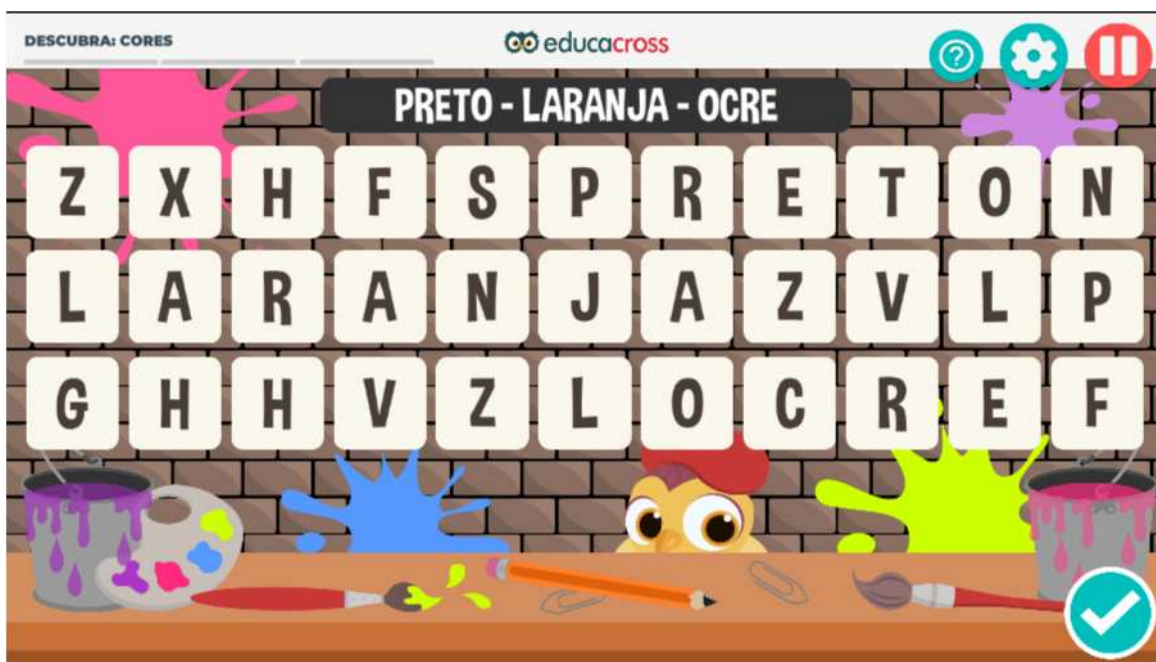 DESCUBRA: CORES
educacross
PRETO - LARANJA - OCRE
Z X H F S P R E T O N
L A R A N J A Z V L P
G H H V Z L O C R E F